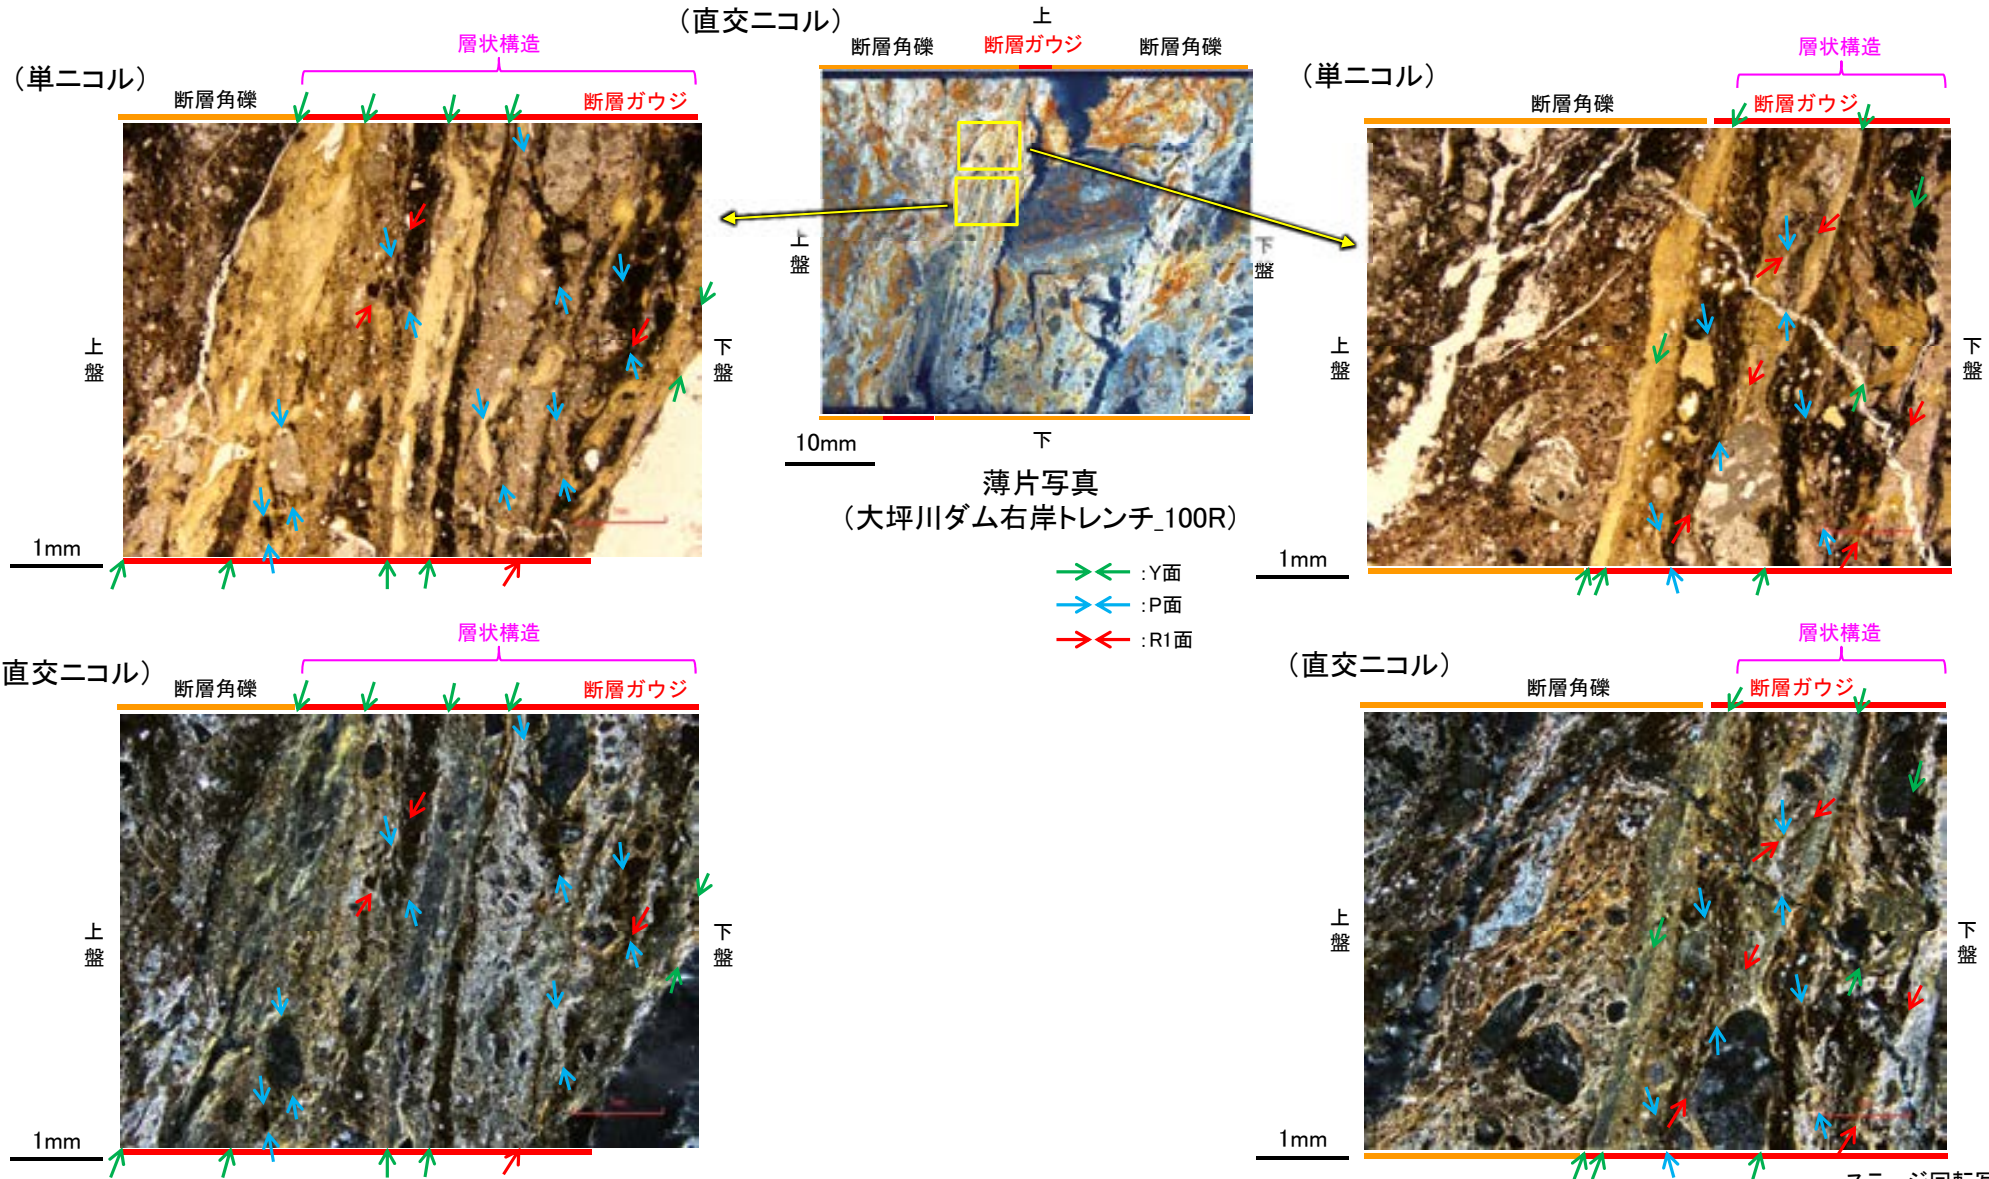 (直交ニコル)
上
断層角礫
断層ガウジ
断層角礫
上盤
下盤
下
10mm
薄片写真
(大坪川ダム右岸トレンチ_100R)
:Y面
:P面
:R1面
(単ニコル)
層状構造
断層角礫
断層ガウジ
上盤
下盤
1mm
(単ニコル)
層状構造
断層角礫
断層ガウジ
上盤
下盤
1mm
直交ニコル)
層状構造
断層角礫
断層ガウジ
上盤
下盤
1mm
(直交ニコル)
層状構造
断層角礫
断層ガウジ
上盤
下盤
1mm